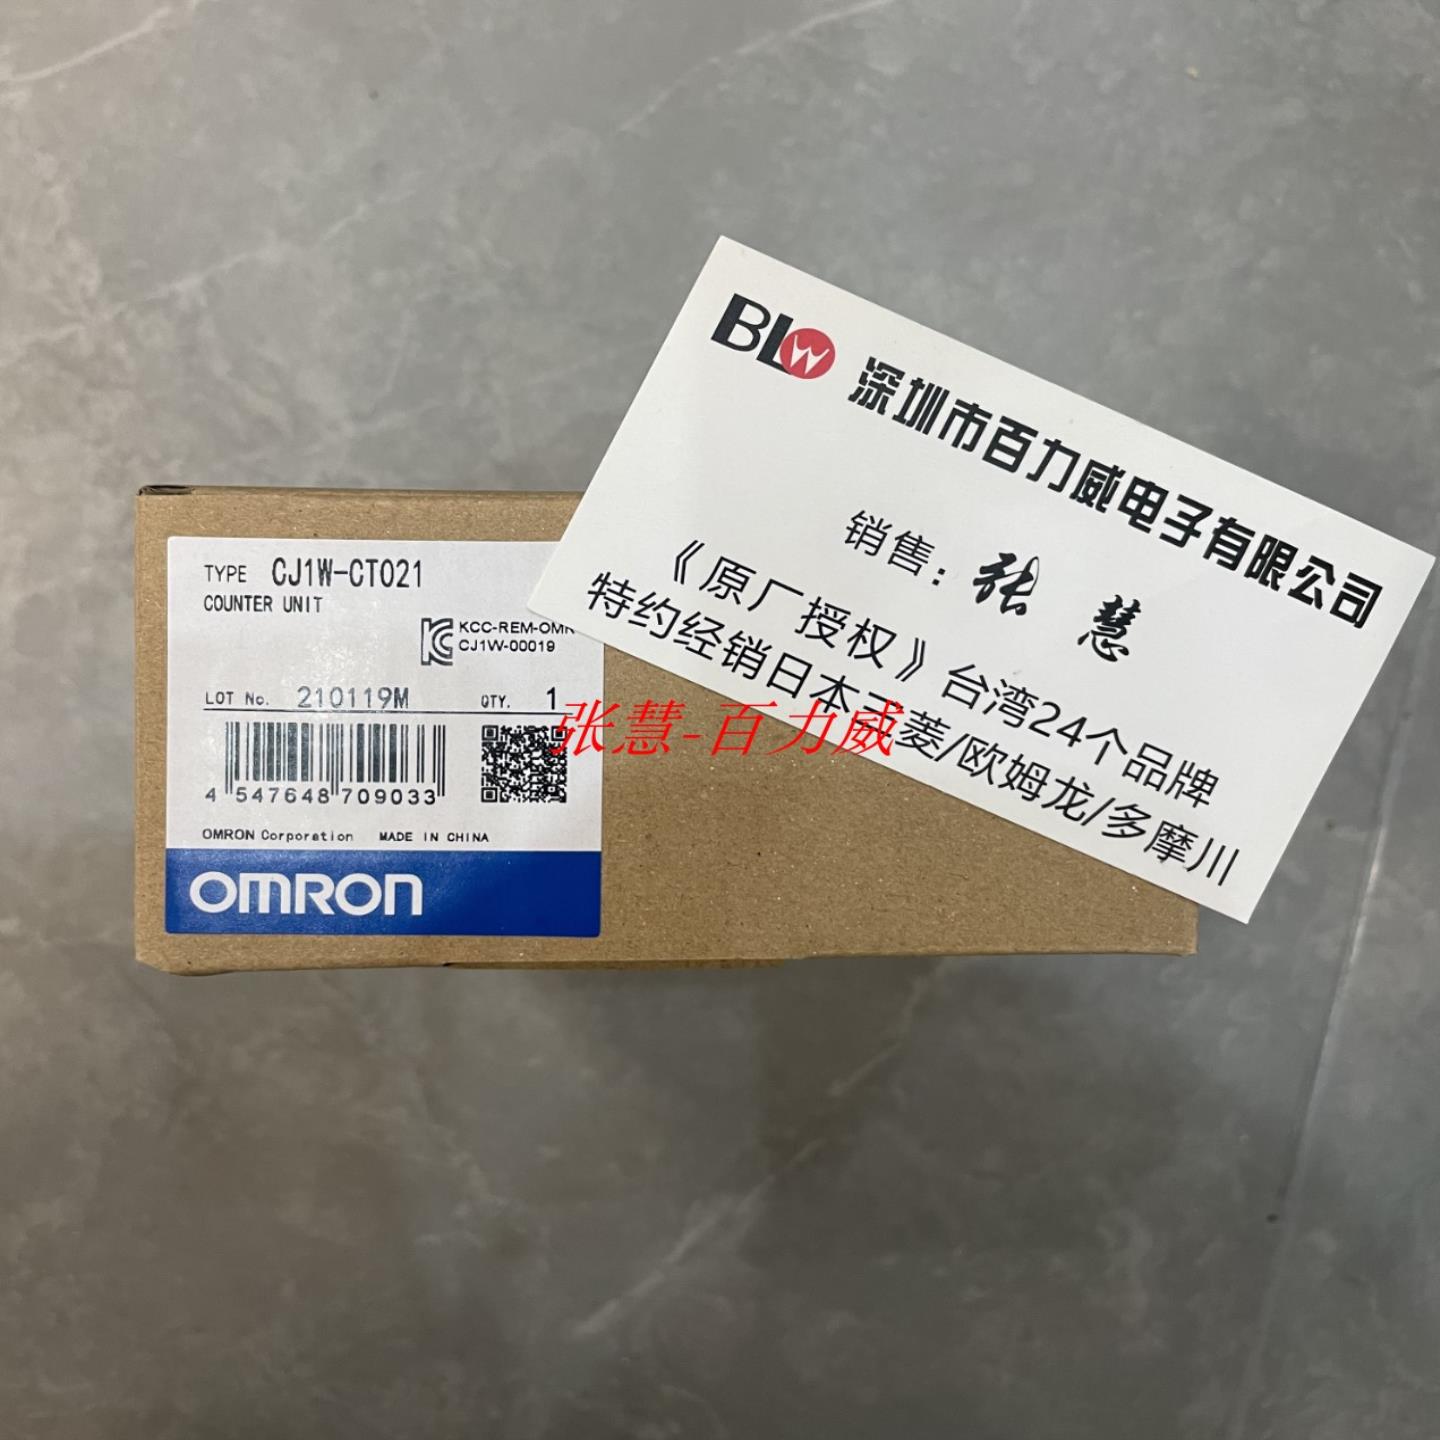 BLW 深圳市百力威电子有限公司
销售：张 慧
《原厂授权》台湾24个品牌
特约经销日本三菱/欧姆龙/多摩川
TYPE CJ1W-CT021
COUNTER UNIT
KCC-REM-OMR
CJ1W-00019
LOT No. 210119M QTY. 1
4 547648 709033
OMRON Corporation MADE IN CHINA
OMRON
张慧-百力威